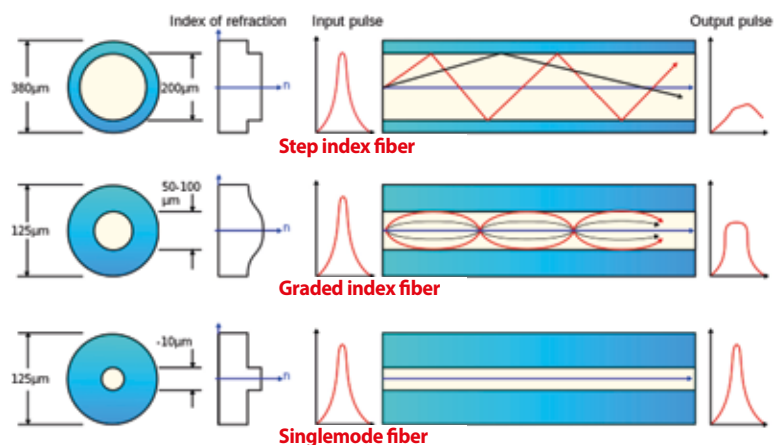 Index of refraction
Input pulse
Output pulse
380µm
200µm
n
Step index fiber
50-100
µm
125µm
n
Graded index fiber
-10µm
125µm
n
Singlemode fiber